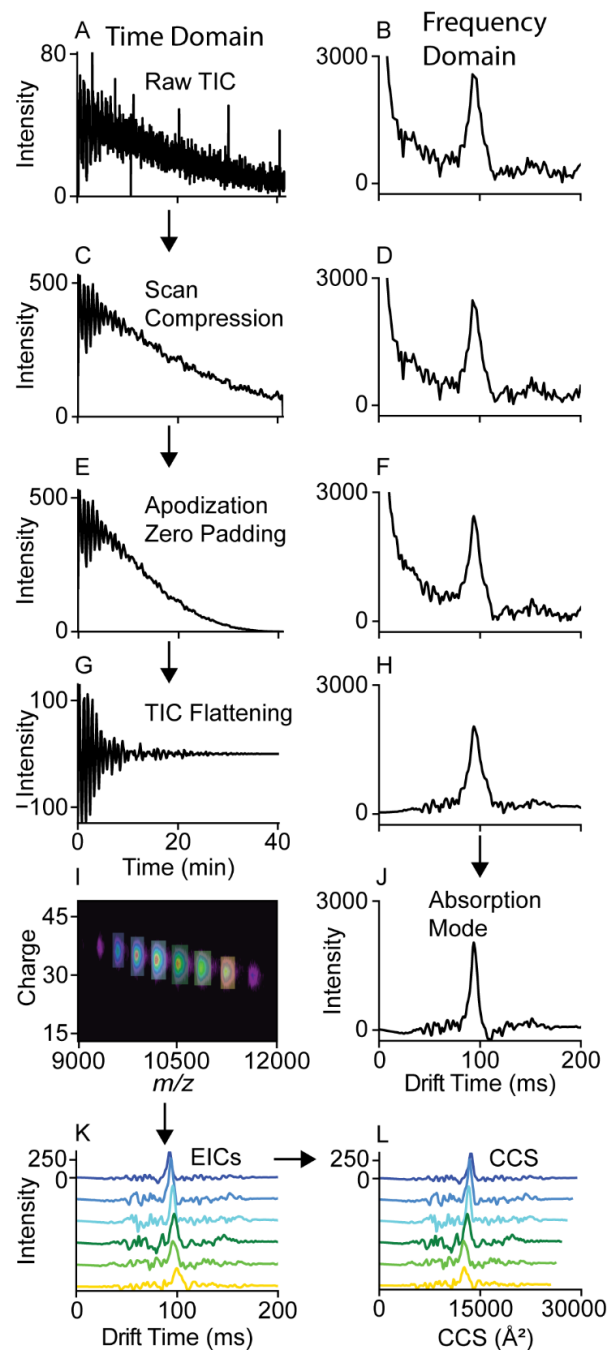 A
Time Domain
80
Raw TIC
Intensity
0
B
Frequency
Domain
3000
0
C
500
Scan
Compression
Intensity
0
D
3000
0
E
500
Apodization
Zero Padding
Intensity
0
F
3000
0
G
100
TIC Flattening
Intensity
-100
0
20
40
Time (min)
H
3000
0
I
45
Charge
30
15
9000
10500
12000
m/z
J
3000
Absorption
Mode
Intensity
0
0
100
200
Drift Time (ms)
K
EICs
250
0
Intensity
0
100
200
Drift Time (ms)
L
CCS
250
0
0
15000
30000
CCS (Å²)